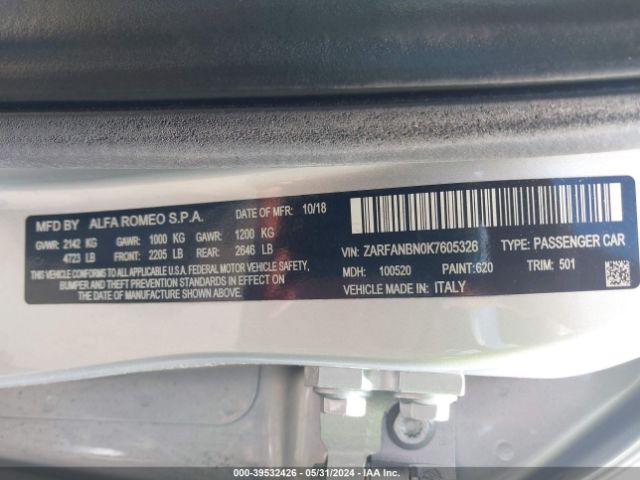 MFD BY ALFA ROMEO S.P.A. DATE OF MFR: 10/18
GVWR: 2142 KG GAWR: 1000 KG GAWR: 1200 KG
4723 LB FRONT: 2205 LB REAR: 2646 LB
THIS VEHICLE CONFORMS TO ALL APPLICABLE U.S. FEDERAL MOTOR VEHICLE SAFETY,
BUMPER AND THEFT PREVENTION STANDARDS IN EFFECT ON
THE DATE OF MANUFACTURE SHOWN ABOVE.
VIN: ZARFANBN0K7605326 TYPE: PASSENGER CAR
MDH: 100520 PAINT:620 TRIM: 501
VEHICLE MADE IN: ITALY
000-39532426 - 05/31/2024 - Copyright 2024 IAA, Inc.